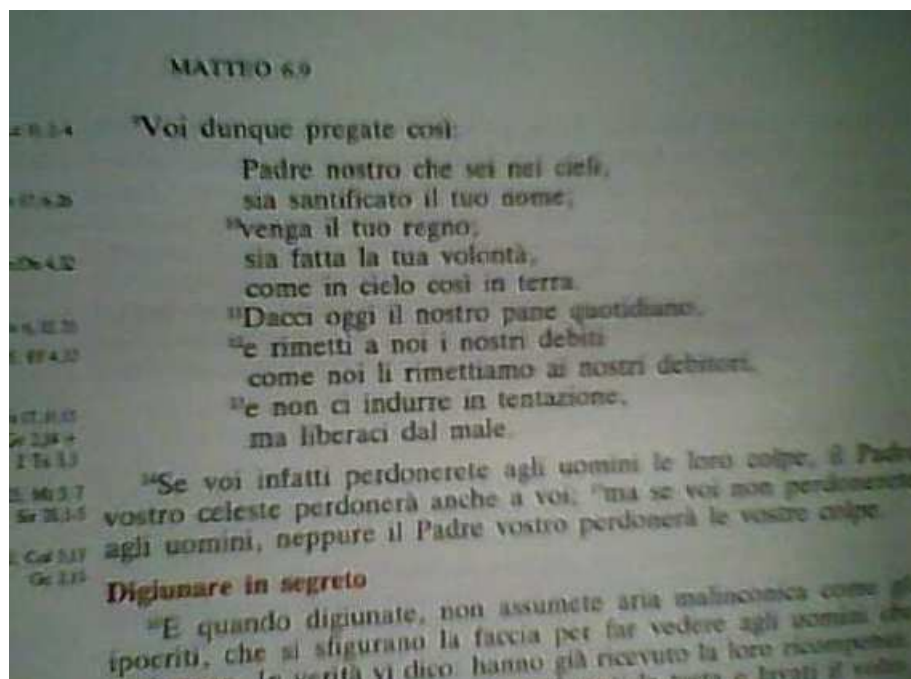 MATTEO 6.9
⁹Voi dunque pregate così:
Padre nostro che sei nei cieli,
sia santificato il tuo nome;
¹⁰venga il tuo regno;
sia fatta la tua volontà,
come in cielo così in terra.
¹¹Dacci oggi il nostro pane quotidiano,
¹²e rimetti a noi i nostri debiti
come noi li rimettiamo ai nostri debitori,
¹³e non ci indurre in tentazione,
ma liberaci dal male.
¹⁴Se voi infatti perdonerete agli uomini le loro colpe, il Padre
vostro celeste perdonerà anche a voi; ¹⁵ma se voi non perdonerete
agli uomini, neppure il Padre vostro perdonerà le vostre colpe.
Digiunare in segreto
¹⁶E quando digiunate, non assumete aria malinconica come
ipocriti, che si sfigurano la faccia per far vedere agli uomini
verità vi dico: hanno già ricevuto la loro ricompensa
testa e lavati il volto